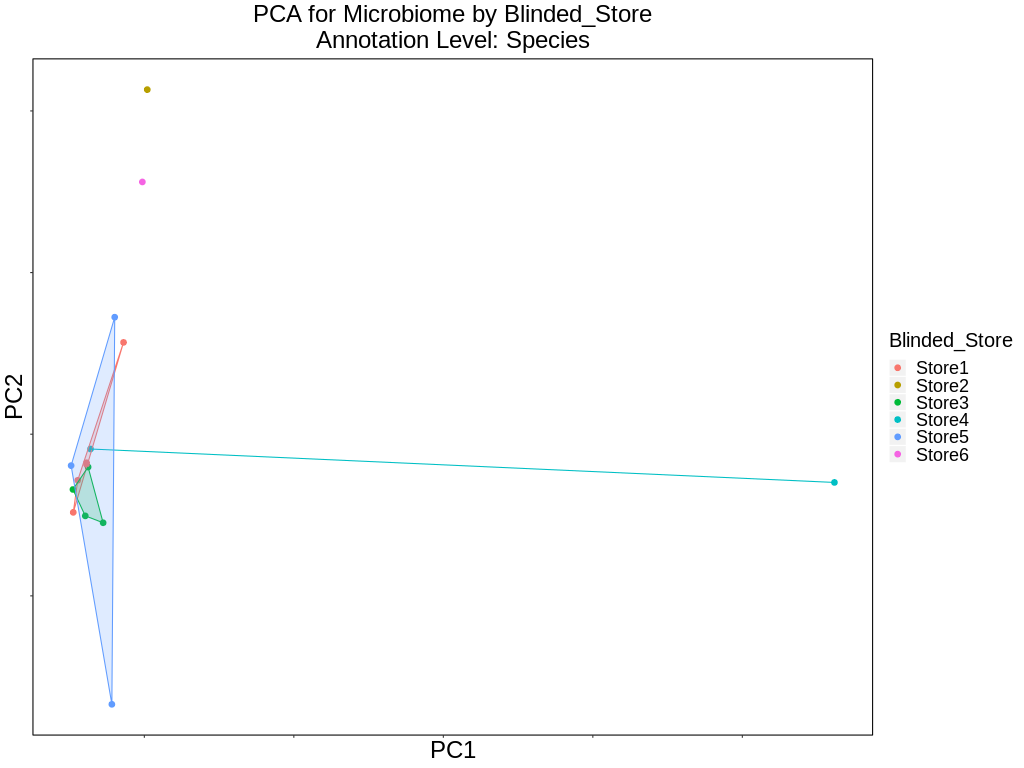 PCA for Microbiome by Blinded_Store
Annotation Level: Species
PC2
PC1
Blinded_Store
Store1
Store2
Store3
Store4
Store5
Store6